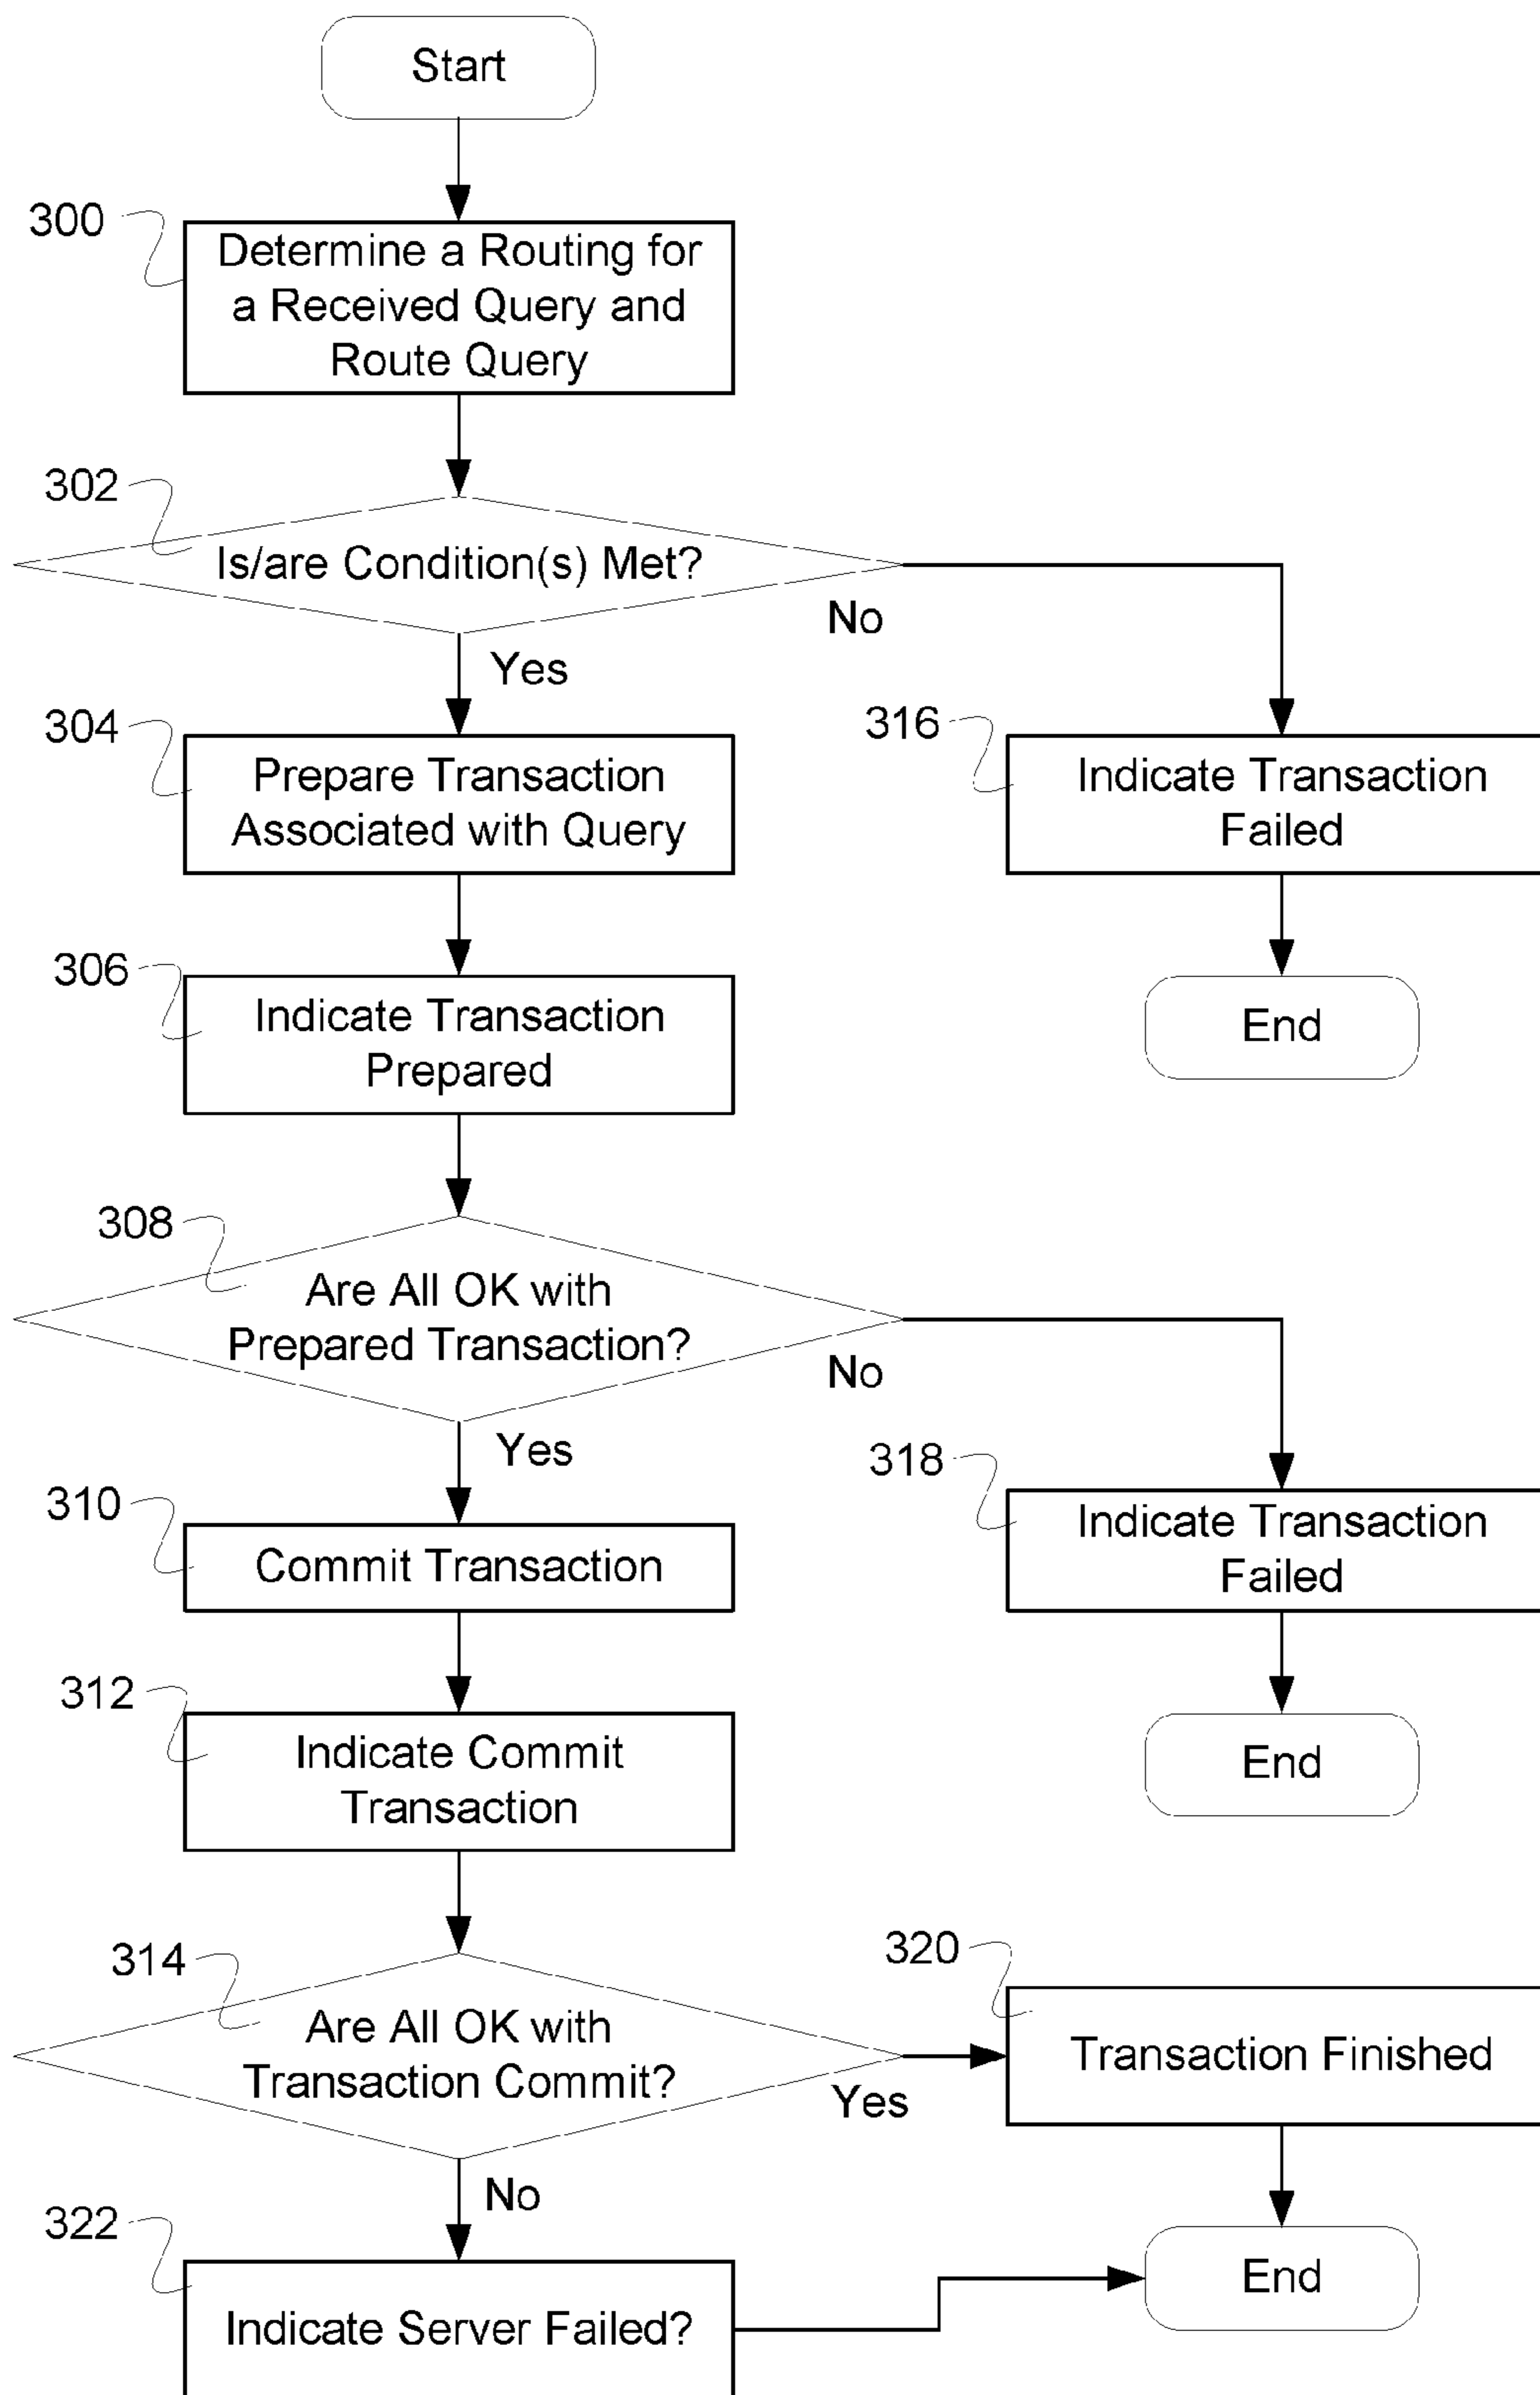 Start
300
Determine a Routing for
a Received Query and
Route Query
302
Is/are Condition(s) Met?
No
Yes
304
Prepare Transaction
Associated with Query
316
Indicate Transaction
Failed
306
Indicate Transaction
Prepared
End
308
Are All OK with
Prepared Transaction?
No
Yes
310
Commit Transaction
318
Indicate Transaction
Failed
312
Indicate Commit
Transaction
End
314
Are All OK with
Transaction Commit?
Yes
320
Transaction Finished
No
322
Indicate Server Failed?
End